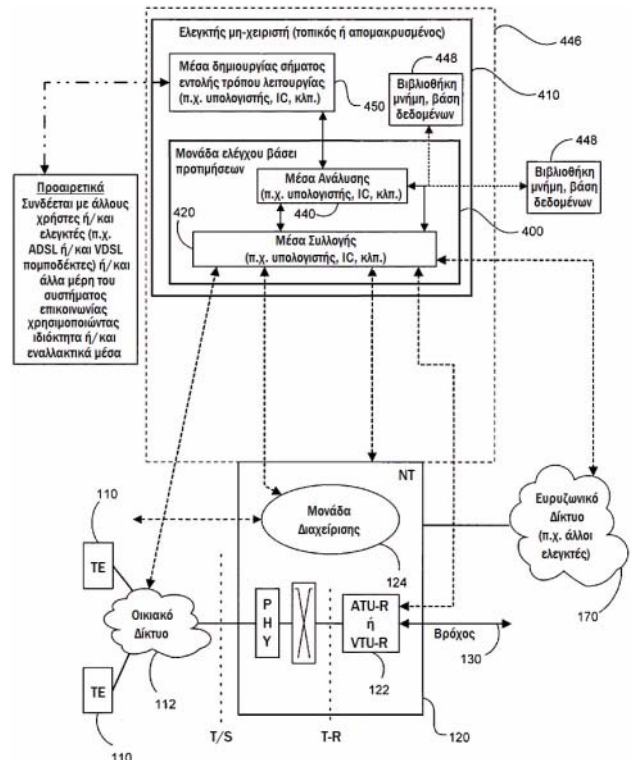 Ελεγκτής μη-χειριστή (τοπικός ή απομακρυσμένος)
446
Μέσα δημιουργίας σήματος
εντολής τρόπου λειτουργίας
(π.χ. υπολογιστής, IC, κλπ.)
450
448
Βιβλιοθήκη
μνήμη, βάση
δεδομένων
410
Μονάδα ελέγχου βάσει
προτιμήσεων
448
Βιβλιοθήκη
μνήμη, βάση
δεδομένων
Μέσα Ανάλυσης
(π.χ. υπολογιστής, IC, κλπ.)
440
400
420
Μέσα Συλλογής
(π.χ. υπολογιστής, IC, κλπ.)
Προαιρετικά
Συνδέεται με άλλους
χρήστες ή/και
ελεγκτές (π.χ.
ADSL ή/και VDSL
πομποδέκτες) ή/και
άλλα μέρη του
συστήματος
επικοινωνίας
χρησιμοποιώντας
ιδιόκτητα ή/και
εναλλακτικά μέσα
NT
Μονάδα
Διαχείρισης
124
Ευρυζωνικό
Δίκτυο
(π.χ. άλλοι
ελεγκτές)
170
110
TE
Οικιακό
Δίκτυο
112
P
H
Y
ATU-R
ή
VTU-R
122
Βρόχος
130
TE
110
T/S
T-R
120